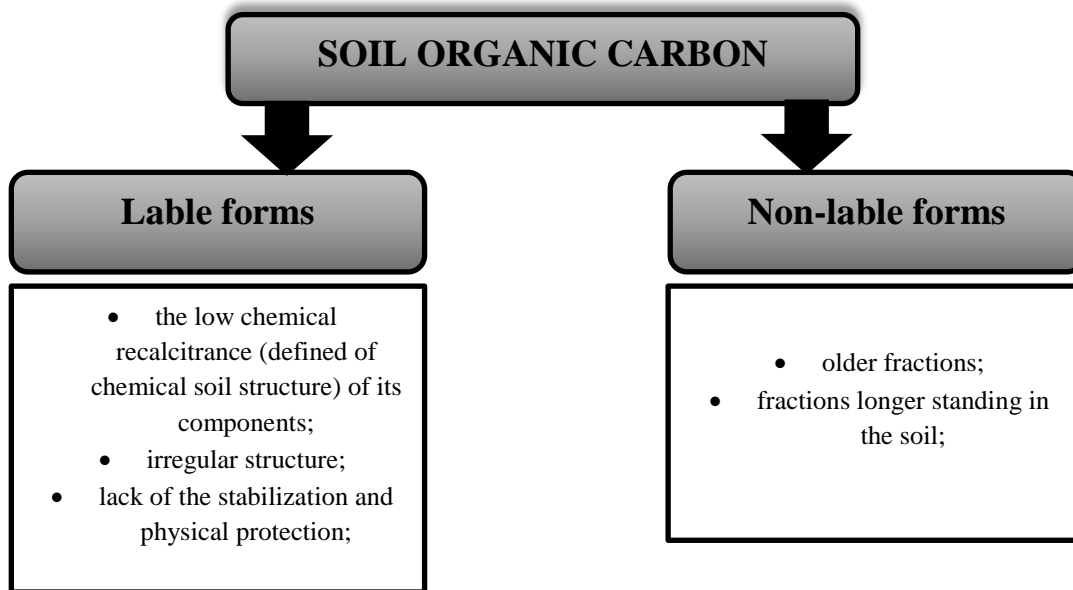 SOIL ORGANIC CARBON
Lable forms
• the low chemical
recalcitrance (defined of
chemical soil structure) of its
components;
• irregular structure;
• lack of the stabilization and
physical protection;
Non-lable forms
• older fractions;
• fractions longer standing in
the soil;